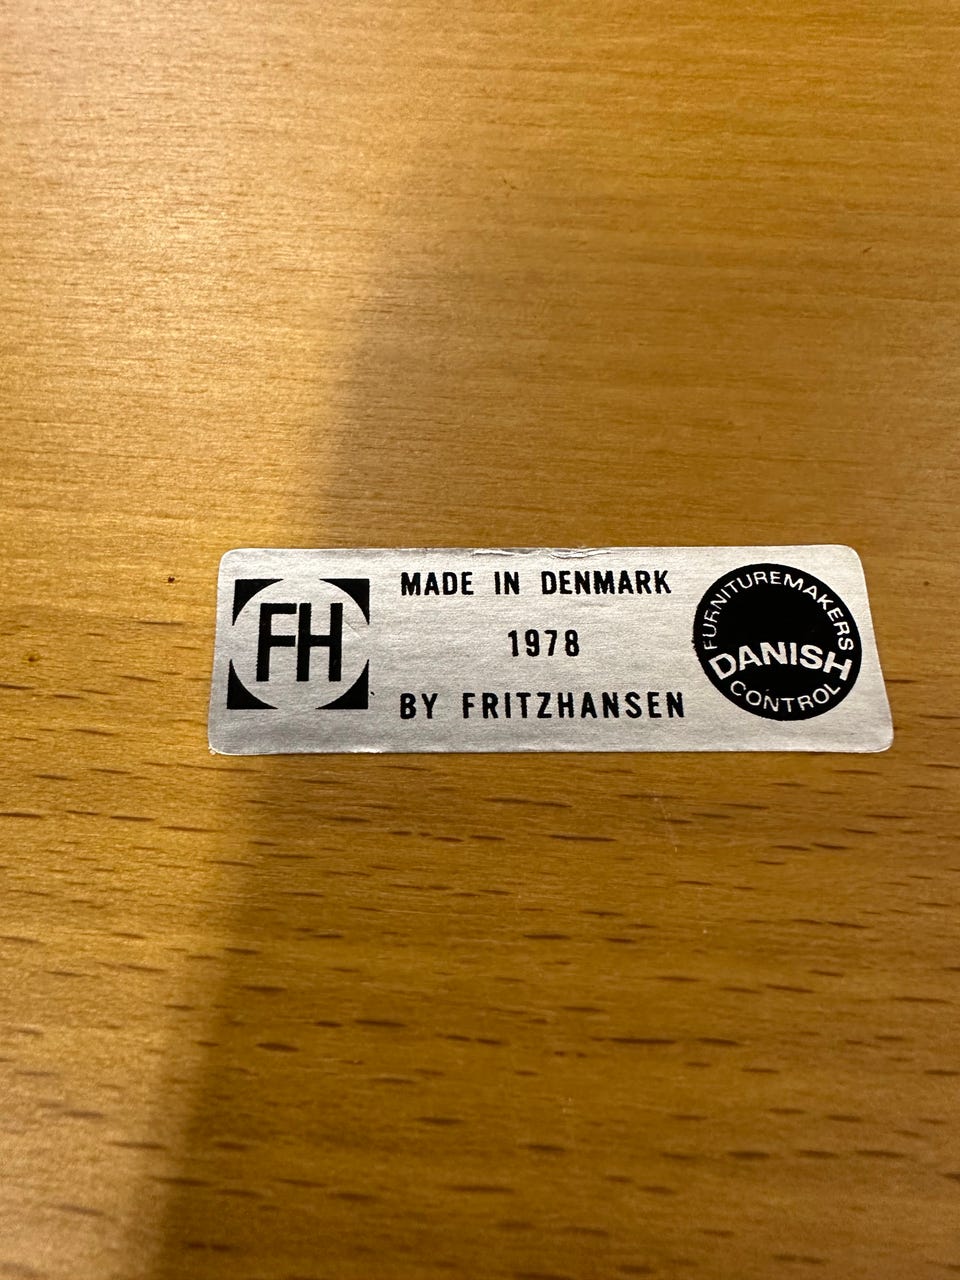 FH
MADE IN DENMARK
1978
BY FRITZHANSEN
FURNITUREMAKERS
DANISH
CONTROL